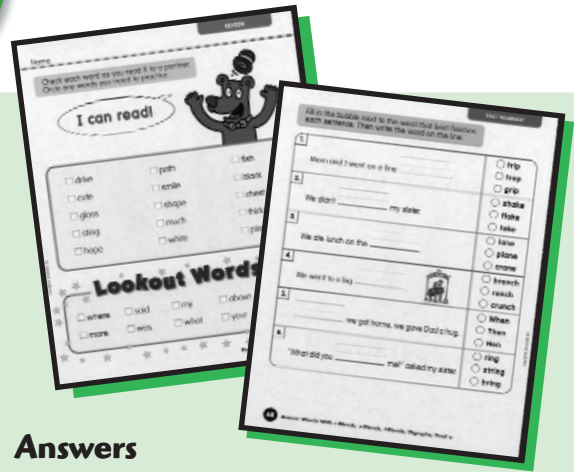 REVIEW
Name
Check each word as you read it to a partner.
Circle any words you need to practice.
I can read!
drive
path
fish
cute
smile
black
glass
shape
chest
sting
much
hope
white
Lookout Words
where
said
my
above
more
was
what
your
Fill in the bubble next to the word that best finishes
each sentence. Then write the word on the line.
1.
Mom and I went on a fine
trip
trap
grip
2.
We didn't my sister.
shake
flake
take
3.
We ate lunch on the
lane
plane
crane
4.
We went to a big
branch
ranch
crunch
5.
we got home, we gave Dad a hug.
When
Then
Hen
6.
"What did you me?" asked my sister.
ring
string
bring
48
Answers